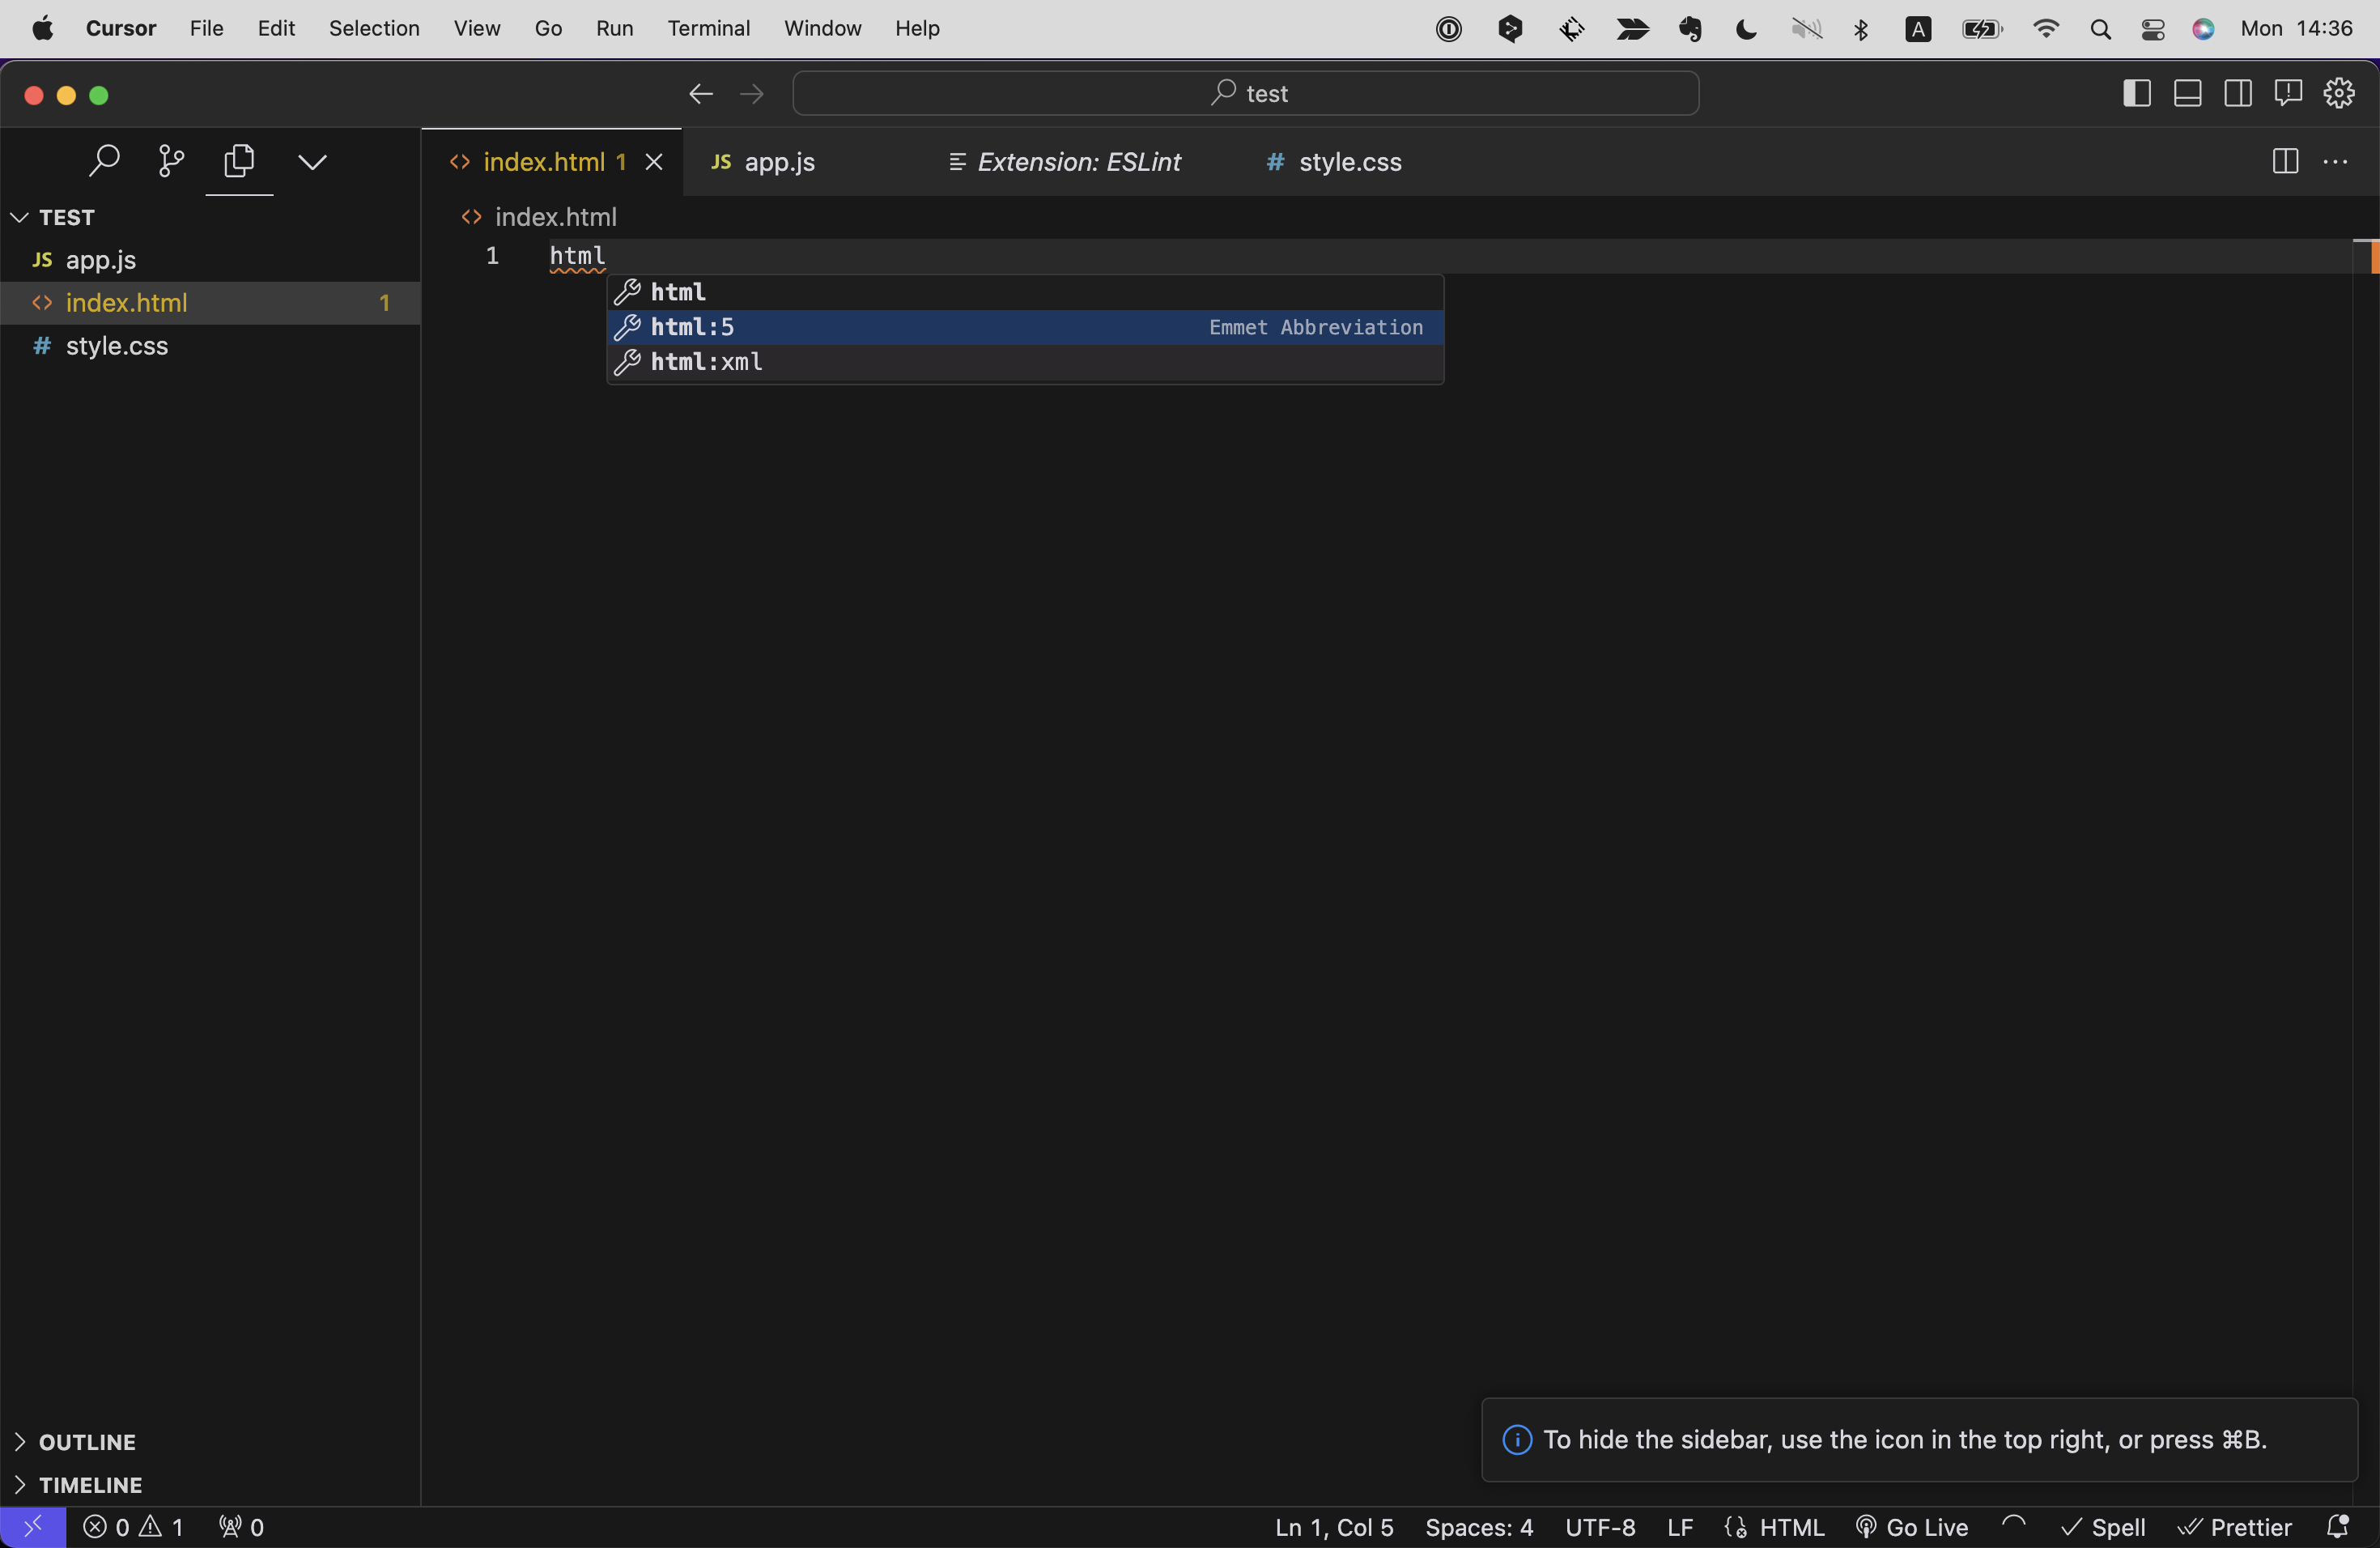 Cursor File Edit Selection View Go Run Terminal Window Help A Mon 14:36
test
JS app.js
index.html 1
JS app.js
Extension: ESLint
# style.css
TEST
JS app.js
index.html 1
# style.css
index.html
1 html
html
html:5 Emmet Abbreviation
html:xml
OUTLINE
TIMELINE
To hide the sidebar, use the icon in the top right, or press ⌘B.
0 1 0 Ln 1, Col 5 Spaces: 4 UTF-8 LF HTML Go Live Spell Prettier